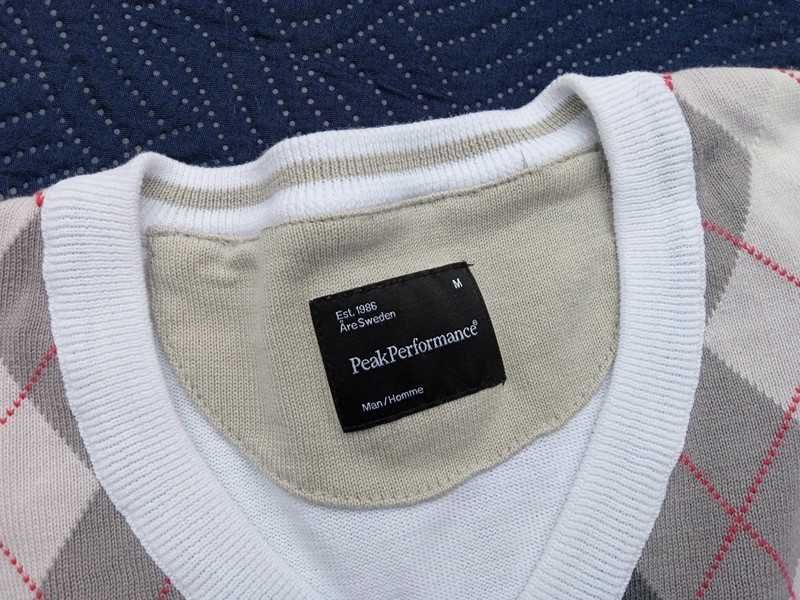 M
Est. 1986
Åre Sweden
PeakPerformance®
Man/Homme